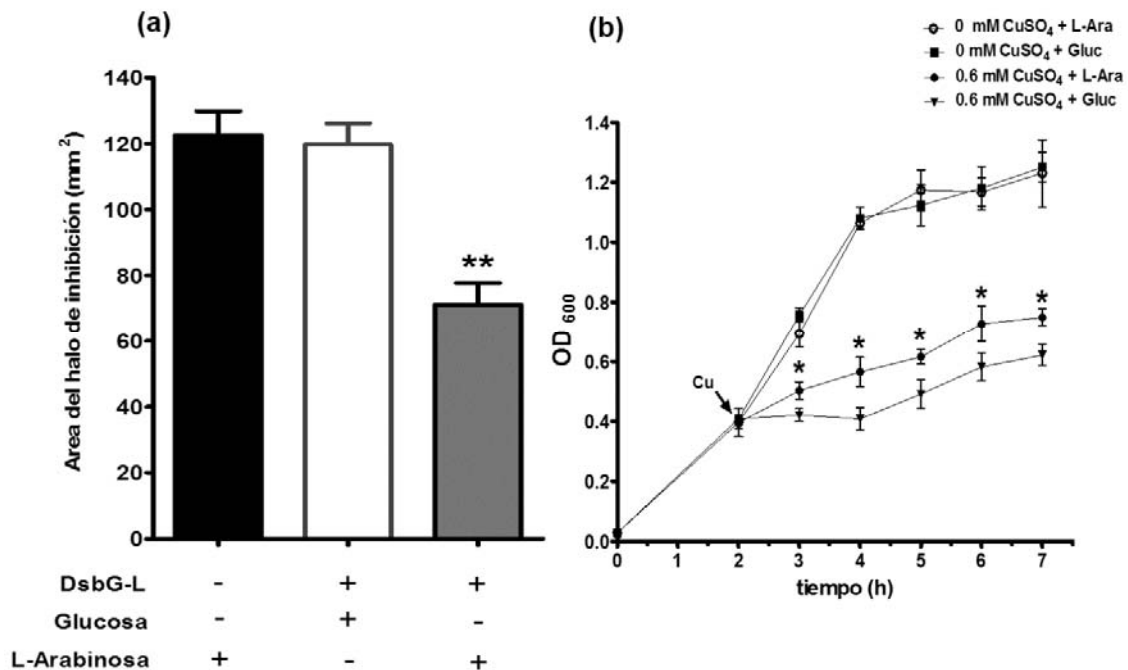 (a)
Area del halo de inhibición (mm²)
140
120
100
80
60
40
20
0
**
DsbG-L - + +
Glucosa - + -
L-Arabinosa + - +
(b)
0 mM CuSO₄ + L-Ara
0 mM CuSO₄ + Gluc
0.6 mM CuSO₄ + L-Ara
0.6 mM CuSO₄ + Gluc
OD 600
1.4
1.2
1.0
0.8
0.6
0.4
0.2
0.0
Cu
* * * * *
0 1 2 3 4 5 6 7
tiempo (h)